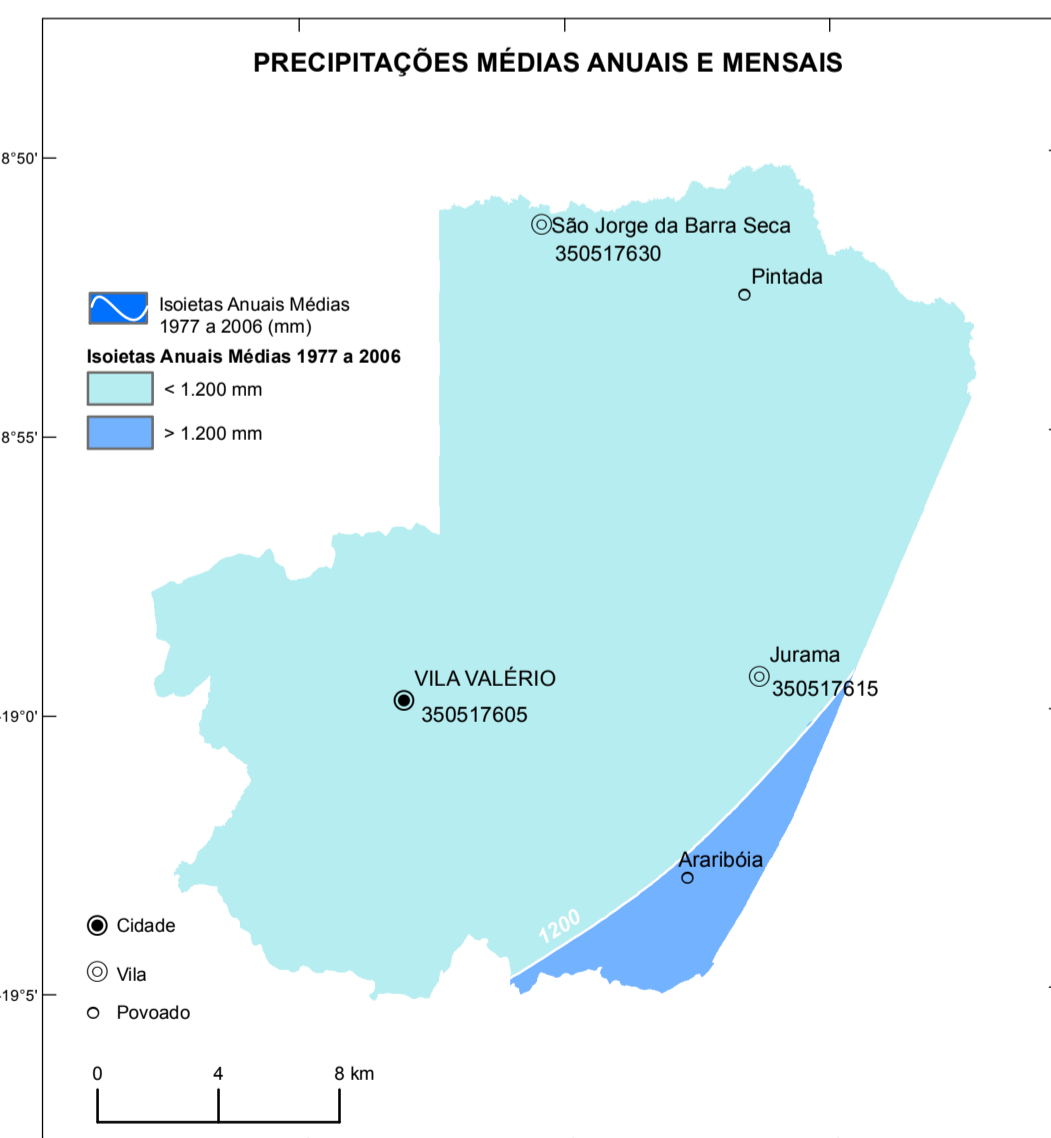 PRECIPITAÇÕES MÉDIAS ANUAIS E MENSAIS
8°50'
São Jorge da Barra Seca
350517630
Pintada
Isoietas Anuais Médias
1977 a 2006 (mm)
Isoietas Anuais Médias 1977 a 2006
< 1.200 mm
> 1.200 mm
8°55'
Jurama
350517615
VILA VALÉRIO
350517605
19°0'
Araribóia
1200
Cidade
Vila
19°5'
Povoado
0 4 8 km